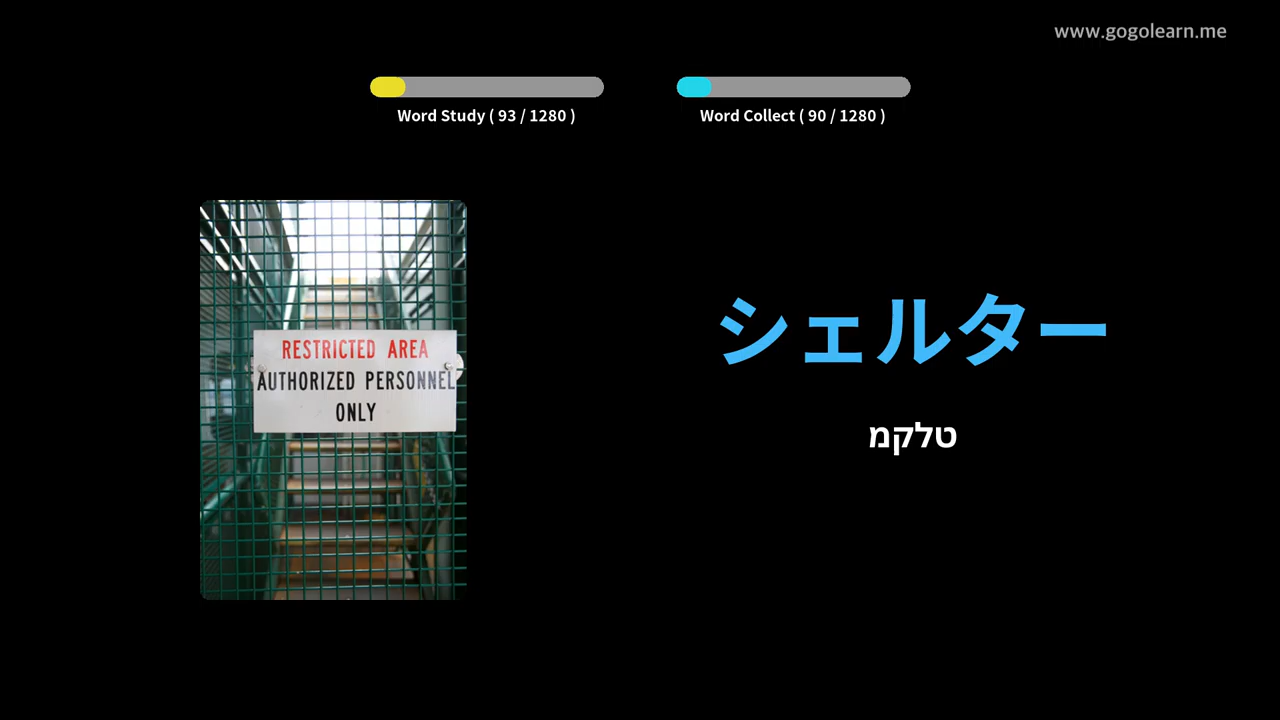 www.gogolearn.me
Word Study ( 93 / 1280 )
Word Collect ( 90 / 1280 )
RESTRICTED AREA
AUTHORIZED PERSONNEL
ONLY
シェルター
טלקמ